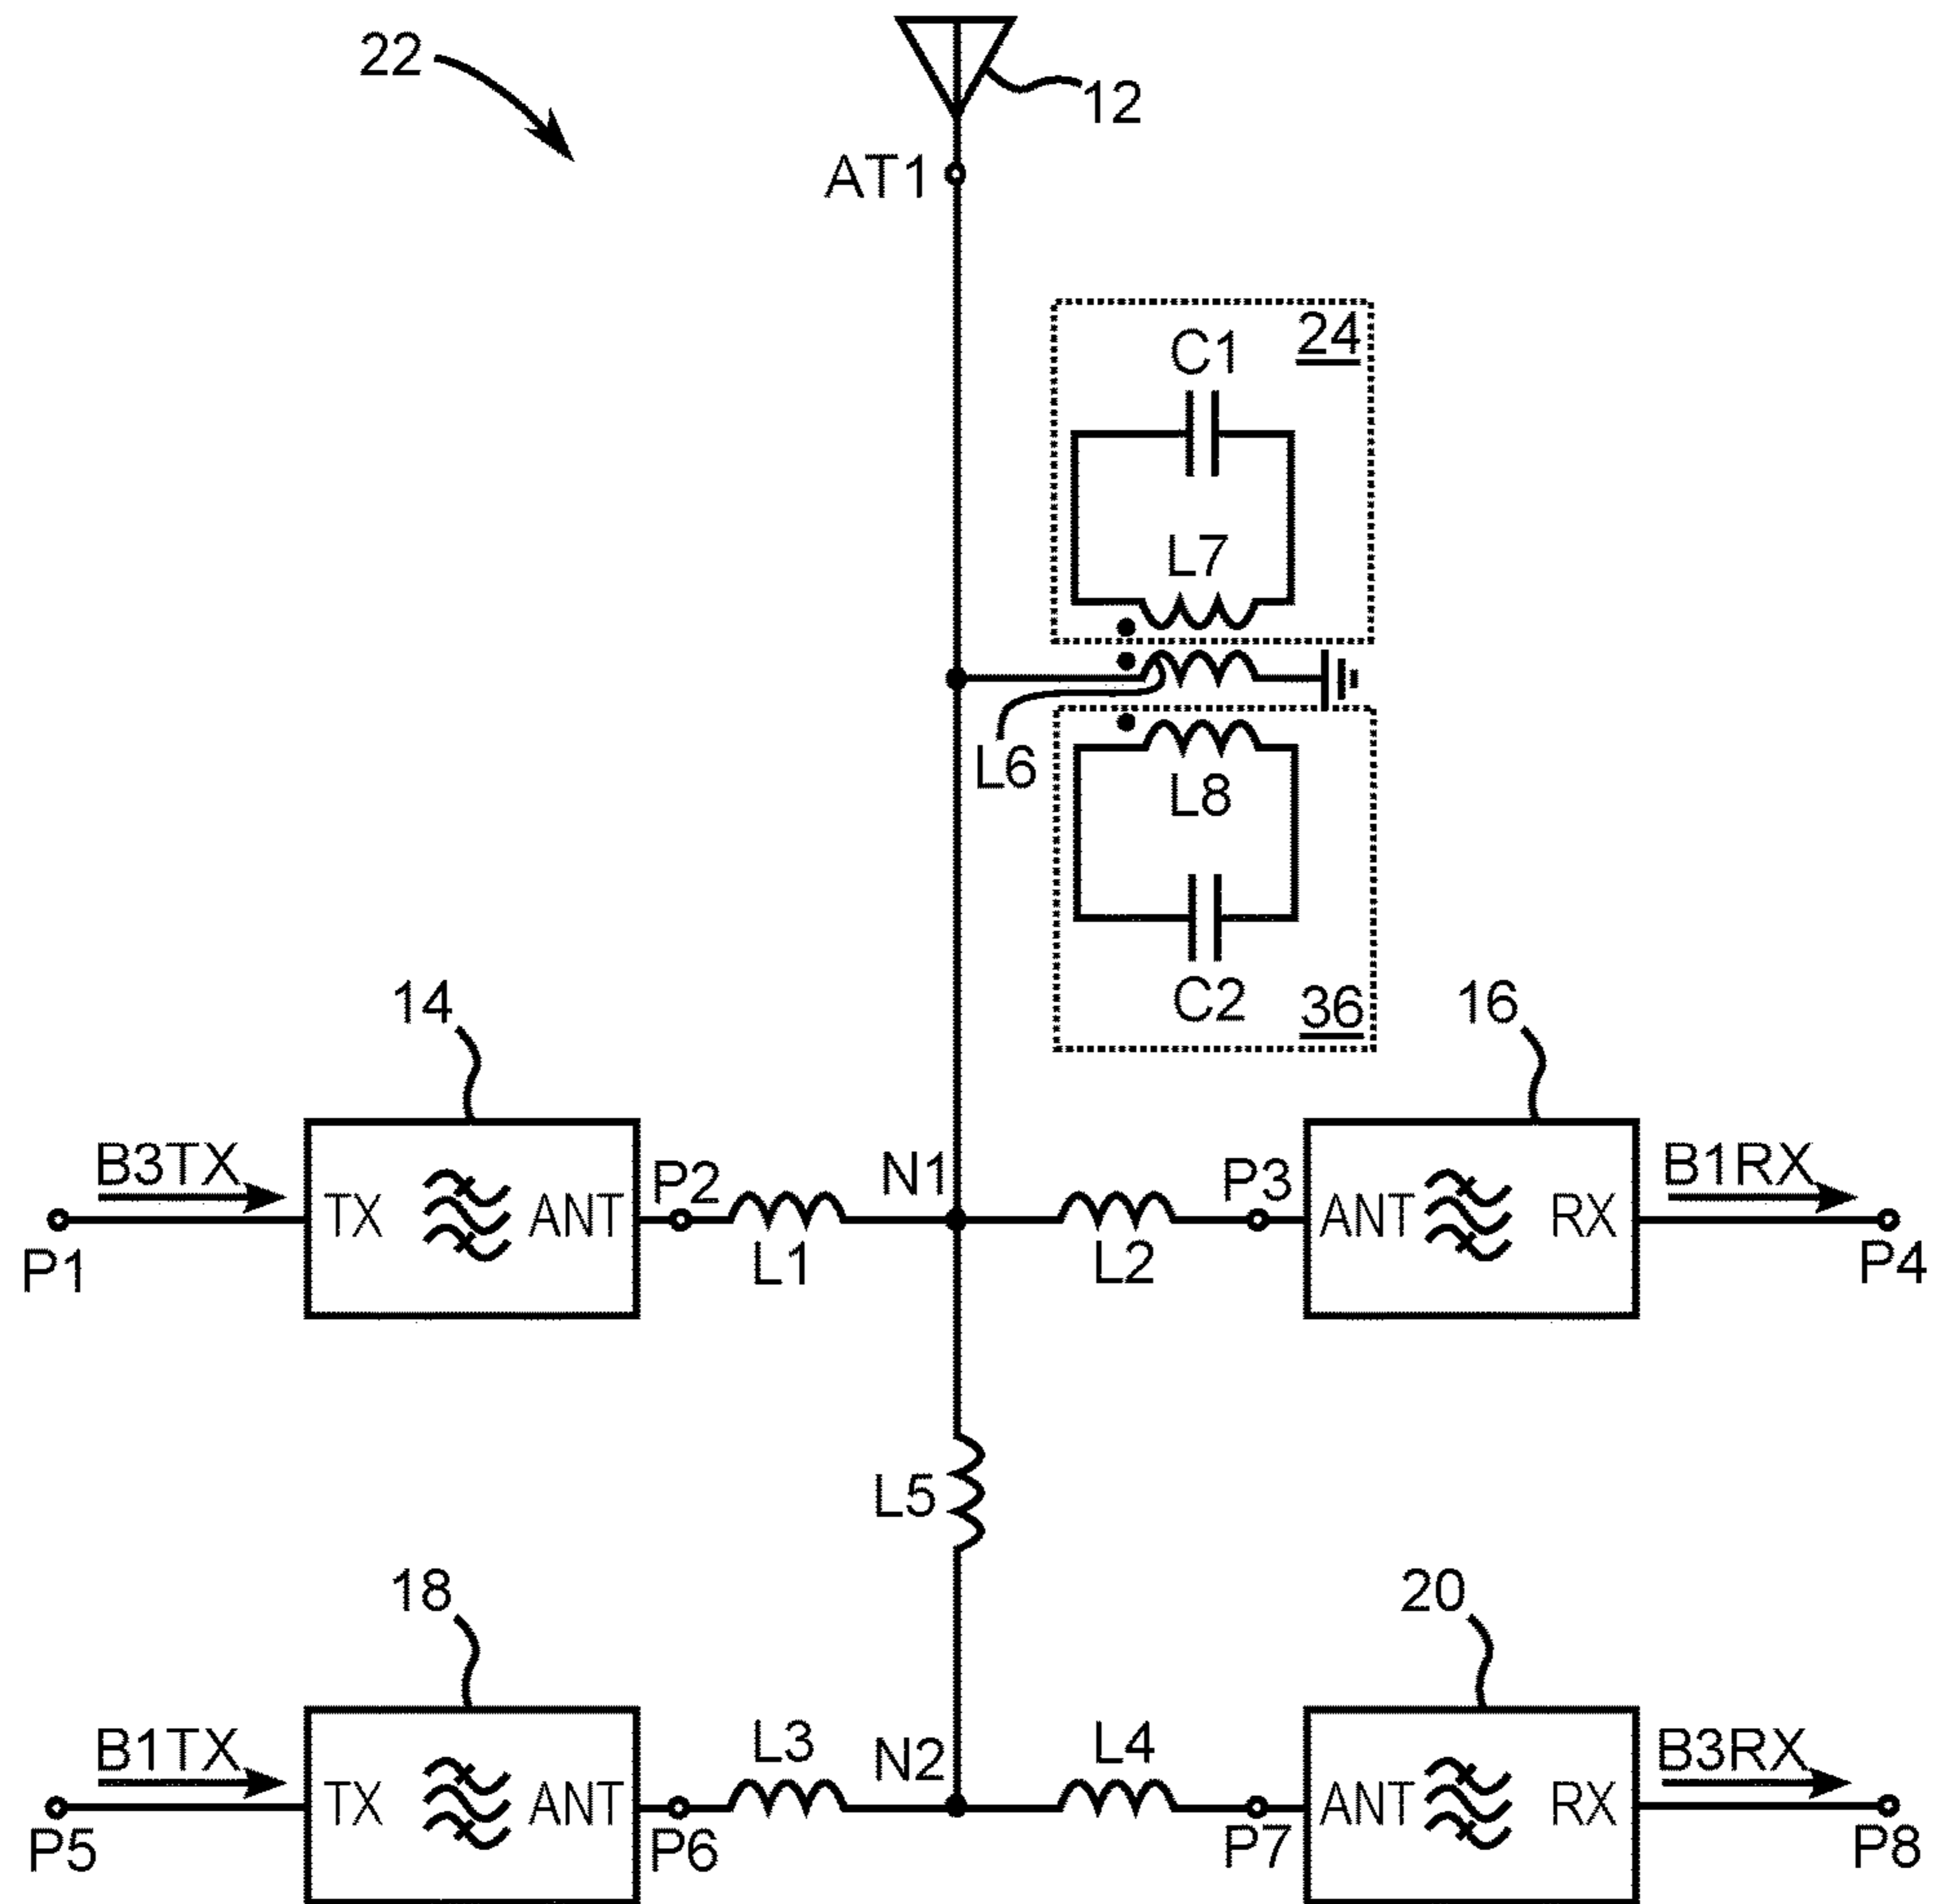 22
12
AT1
24
C1
L7
L6
L8
C2
36
14
16
B3TX
TX
ANT
P2
N1
P3
ANT
RX
B1RX
P1
L1
L2
P4
L5
18
20
B1TX
TX
ANT
L3
N2
L4
ANT
RX
B3RX
P5
P6
P7
P8